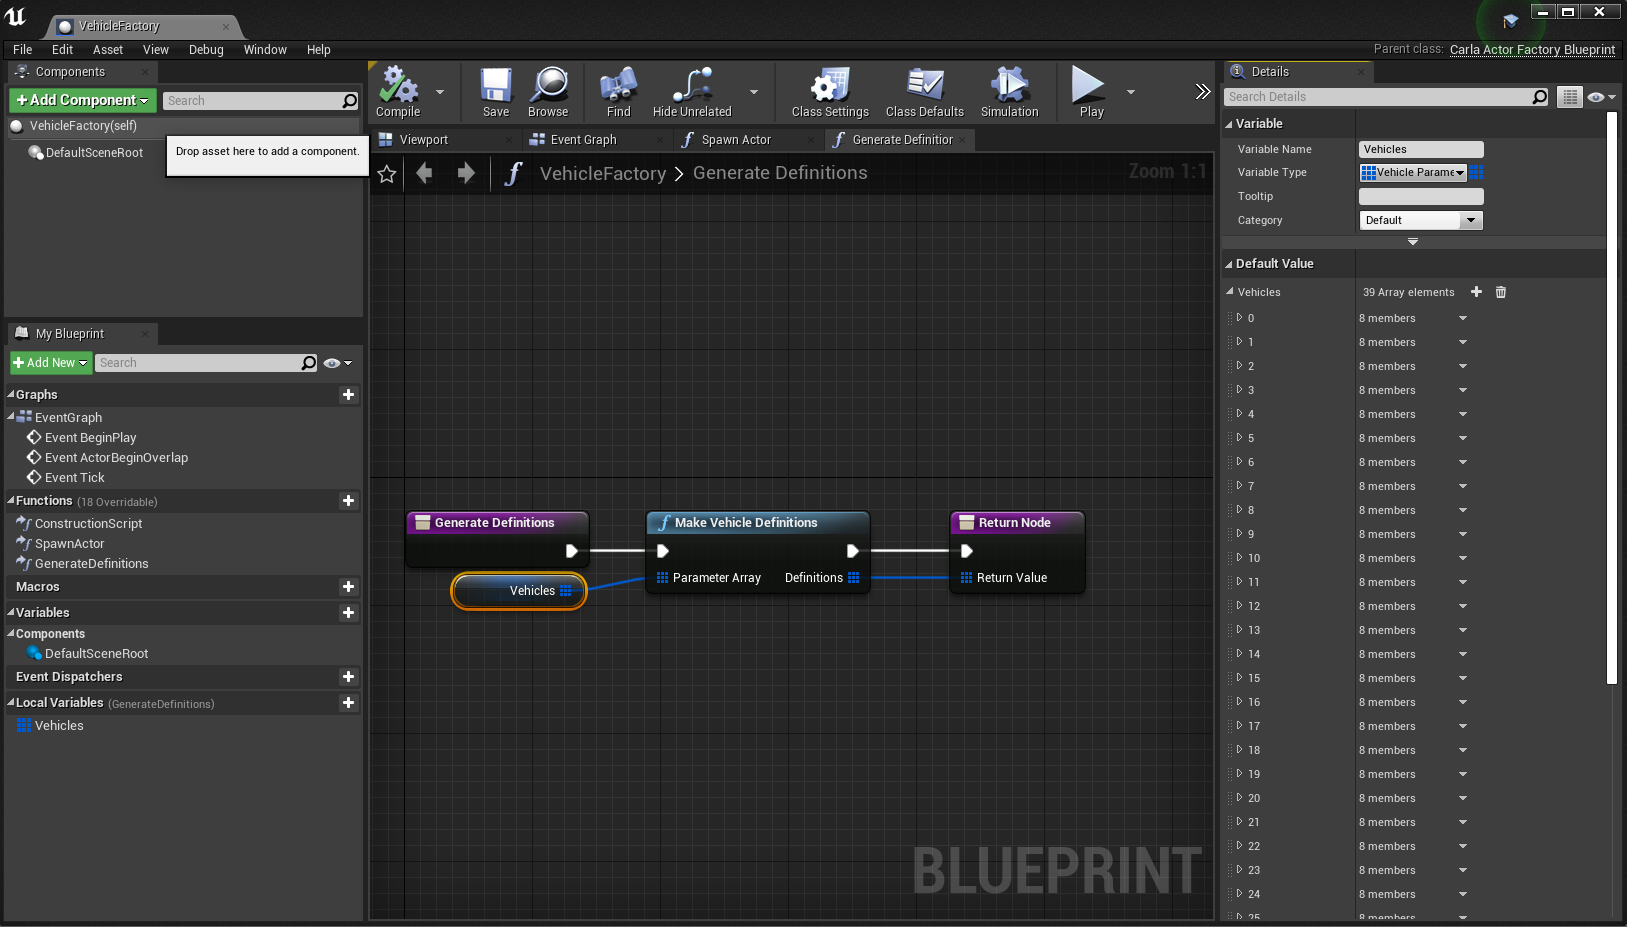 VehicleFactory
File Edit Asset View Debug Window Help
Parent class: Carla Actor Factory Blueprint
Components
+Add Component
Search
VehicleFactory(self)
DefaultSceneRoot
Drop asset here to add a component.
My Blueprint
Add New
Search
Graphs
EventGraph
Event BeginPlay
Event ActorBeginOverlap
Event Tick
Functions (18 Overridable)
ConstructionScript
SpawnActor
GenerateDefinitions
Macros
Variables
Components
DefaultSceneRoot
Event Dispatchers
Local Variables (GenerateDefinitions)
Vehicles
Compile Save Browse Find Hide Unrelated Class Settings Class Defaults Simulation Play
Viewport Event Graph Spawn Actor Generate Definitior
VehicleFactory > Generate Definitions
Zoom 1:1
Generate Definitions
Vehicles
Make Vehicle Definitions
Parameter Array Definitions
Return Node
Return Value
BLUEPRINT
Details
Search Details
Variable
Variable Name Vehicles
Variable Type Vehicle Parame
Tooltip
Category Default
Default Value
Vehicles 39 Array elements
0 8 members
1 8 members
2 8 members
3 8 members
4 8 members
5 8 members
6 8 members
7 8 members
8 8 members
9 8 members
10 8 members
11 8 members
12 8 members
13 8 members
14 8 members
15 8 members
16 8 members
17 8 members
18 8 members
19 8 members
20 8 members
21 8 members
22 8 members
23 8 members
24 8 members
25 8 members